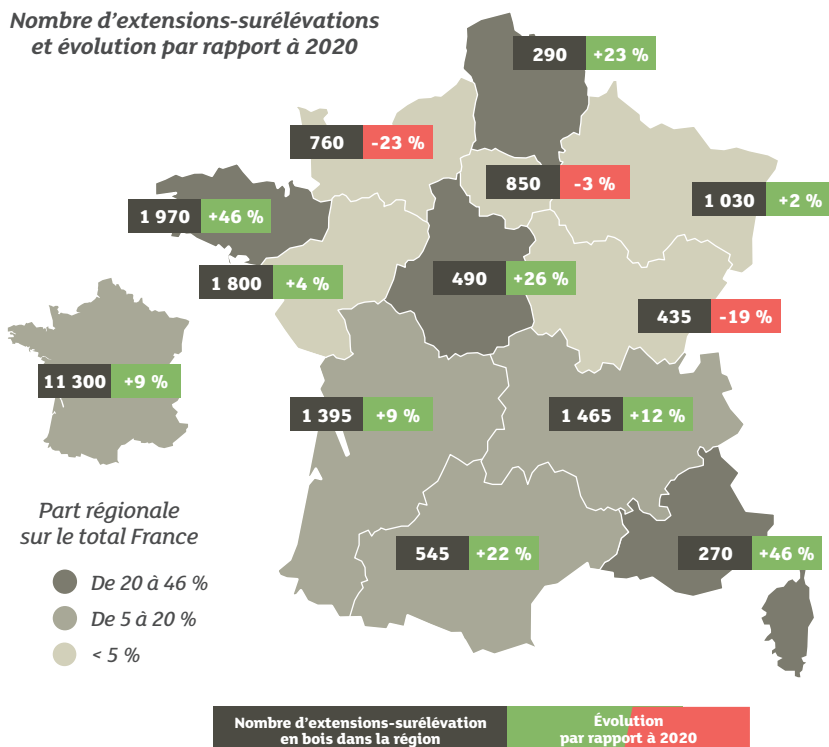 Nombre d'extensions-surélévations
et évolution par rapport à 2020
290 +23 %
760 -23 %
850 -3 %
1 030 +2 %
1 970 +46 %
1 800 +4 %
490 +26 %
435 -19 %
11 300 +9 %
1 395 +9 %
1 465 +12 %
545 +22 %
270 +46 %
Part régionale
sur le total France
De 20 à 46 %
De 5 à 20 %
< 5 %
Nombre d'extensions-surélévation
en bois dans la région
Évolution
par rapport à 2020